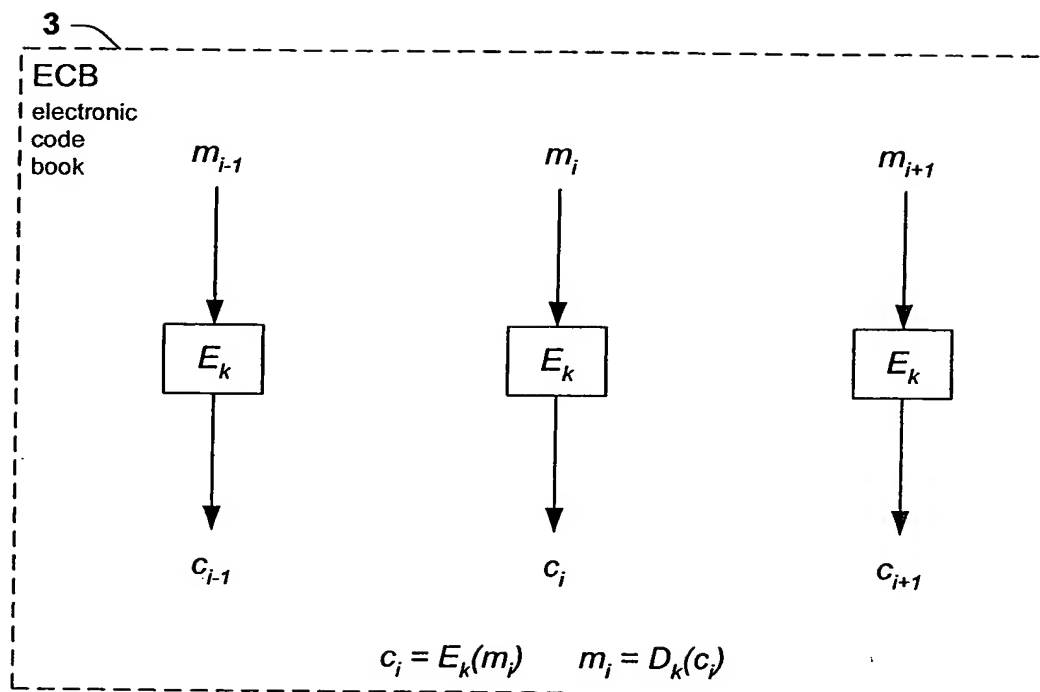 3
ECB
electronic
code
book
m_{i-1} m_i m_{i+1}
E_k E_k E_k
c_{i-1} c_i c_{i+1}
c_i = E_k(m_i) m_i = D_k(c_i)